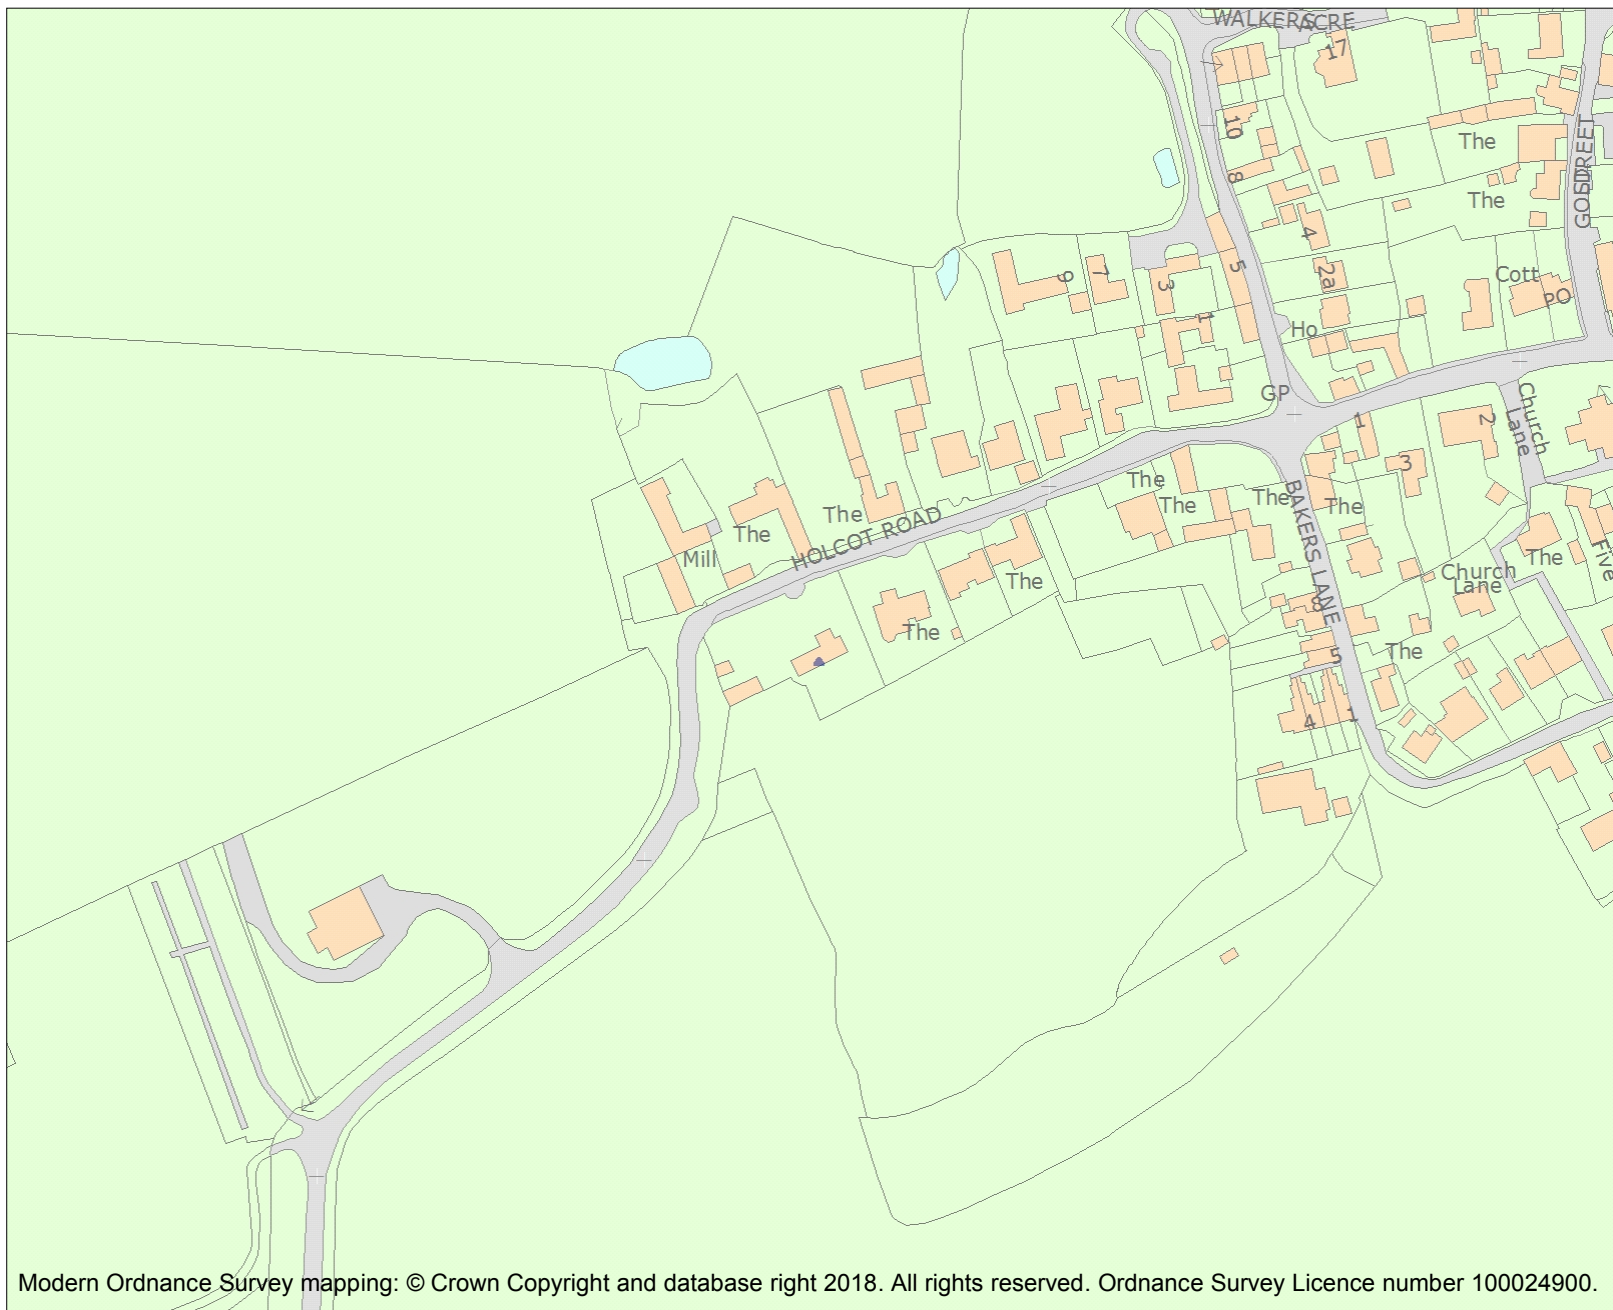 WALKERS ACRE
17
10
The
8
The
GOLD STREET
4
5
2a
9
7
3
Cott
PO
1
Ho
GP
1
2
Church
Lane
3
The
The
The
The
The
The
HOLCOT ROAD
Mill
BAKERS LANE
The
Five
Church
Lane
The
8
The
5
The
4
1
Modern Ordnance Survey mapping: © Crown Copyright and database right 2018. All rights reserved. Ordnance Survey Licence number 100024900.